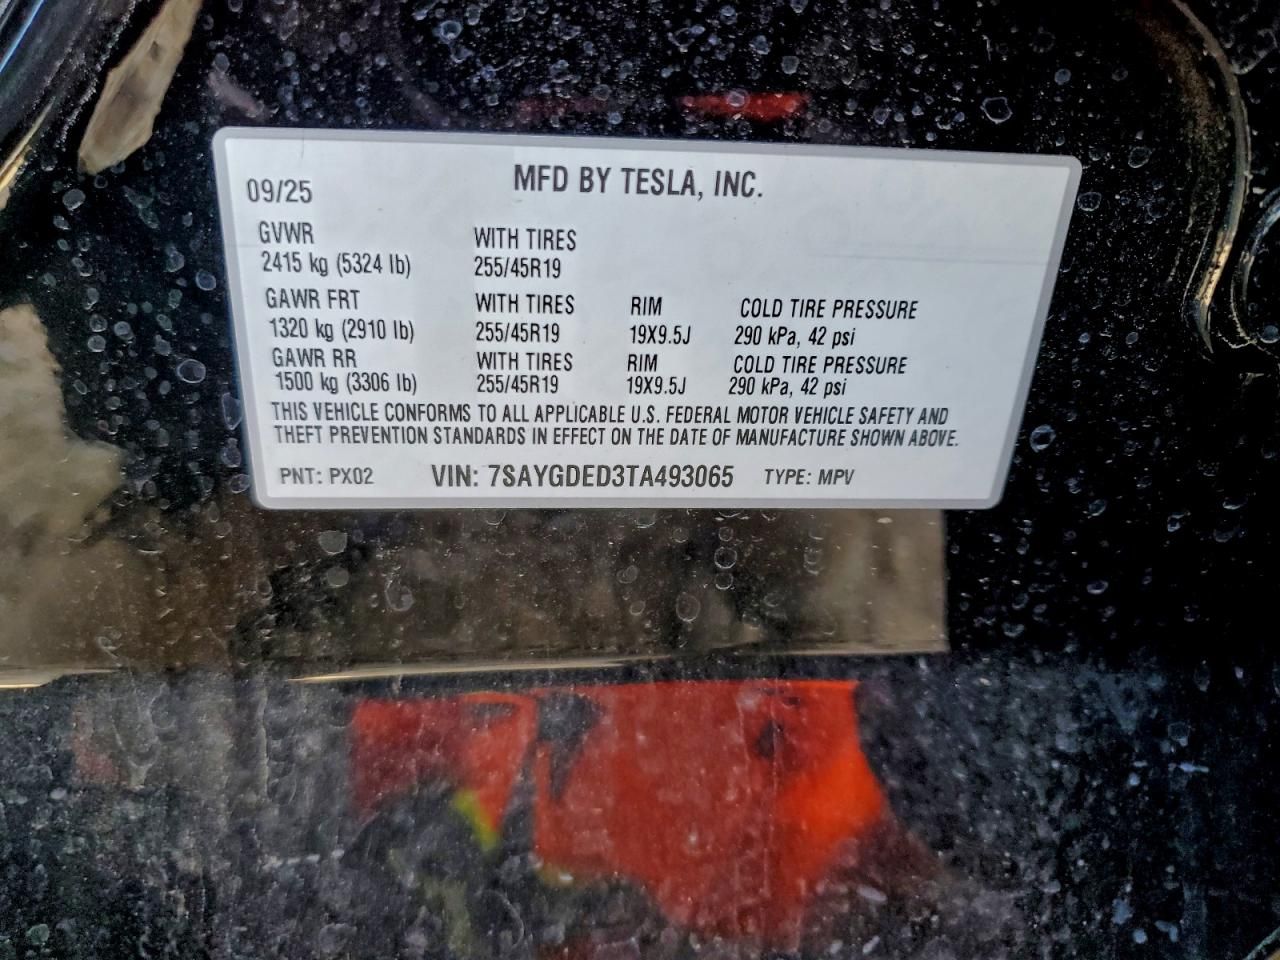 MFD BY TESLA, INC.
09/25
GVWR WITH TIRES
2415 kg (5324 lb) 255/45R19
GAWR FRT WITH TIRES RIM COLD TIRE PRESSURE
1320 kg (2910 lb) 255/45R19 19X9.5J 290 kPa, 42 psi
GAWR RR WITH TIRES RIM COLD TIRE PRESSURE
1500 kg (3306 lb) 255/45R19 19X9.5J 290 kPa, 42 psi
THIS VEHICLE CONFORMS TO ALL APPLICABLE U.S. FEDERAL MOTOR VEHICLE SAFETY AND
THEFT PREVENTION STANDARDS IN EFFECT ON THE DATE OF MANUFACTURE SHOWN ABOVE.
PNT: PX02 VIN: 7SAYGDED3TA493065 TYPE: MPV